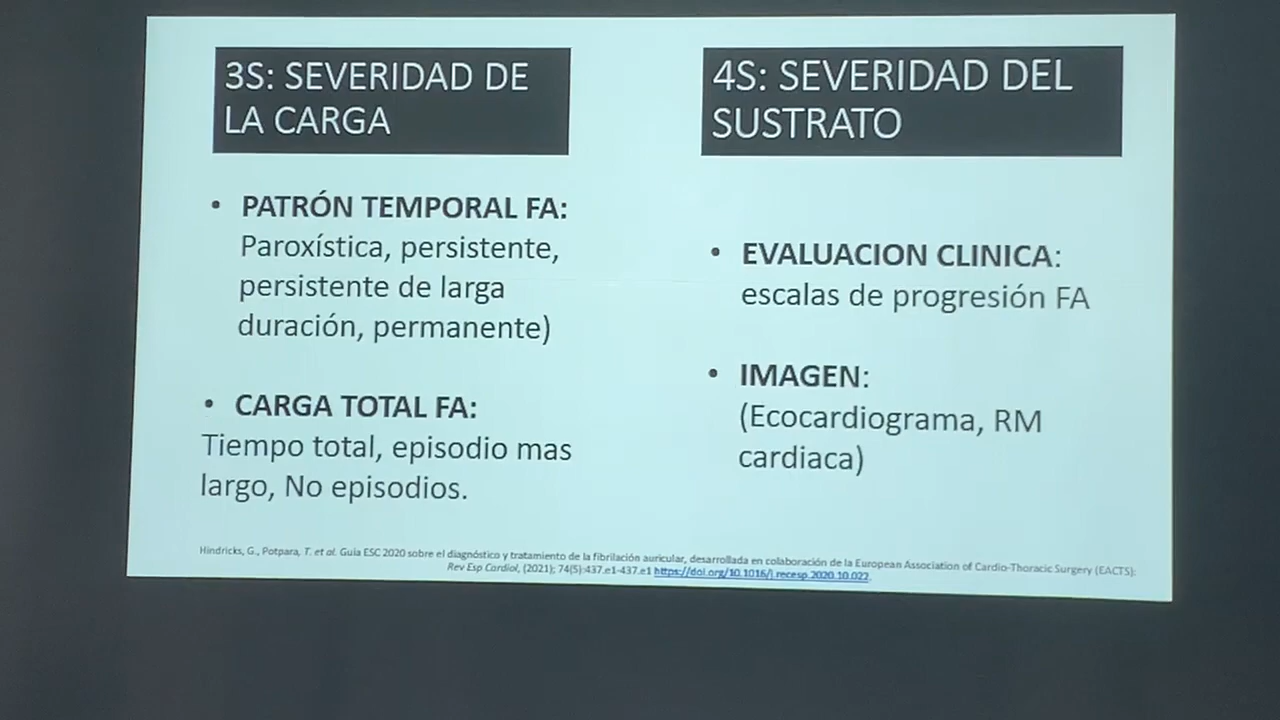 3S: SEVERIDAD DE
LA CARGA
• PATRÓN TEMPORAL FA:
Paroxística, persistente,
persistente de larga
duración, permanente)
• CARGA TOTAL FA:
Tiempo total, episodio mas
largo, No episodios.
4S: SEVERIDAD DEL
SUSTRATO
• EVALUACION CLINICA:
escalas de progresión FA
• IMAGEN:
(Ecocardiograma, RM
cardiaca)
Hindricks, G., Potpara, T. et al. Guía ESC 2020 sobre el diagnóstico y tratamiento de la fibrilación auricular, desarrollada en colaboración de la European Association of Cardio-Thoracic Surgery (EACTS):
Rev Esp Cardiol, (2021); 74(5):437.e1-437.e1 https://doi.org/10.1016/j.recesp.2020.10.022.